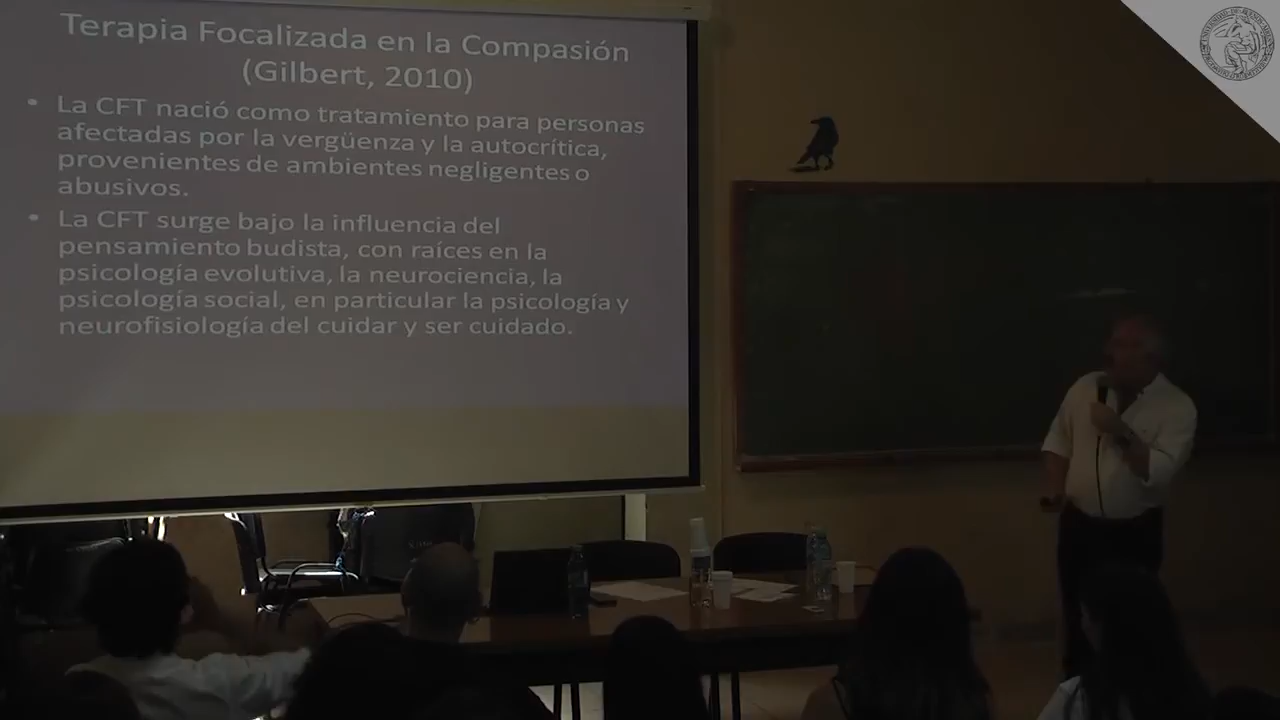 Terapia Focalizada en la Compasión
(Gilbert, 2010)
• La CFT nació como tratamiento para personas
afectadas por la vergüenza y la autocrítica,
provenientes de ambientes negligentes o
abusivos.
• La CFT surge bajo la influencia del
pensamiento budista, con raíces en la
psicología evolutiva, la neurociencia, la
psicología social, en particular la psicología y
neurofisiología del cuidar y ser cuidado.